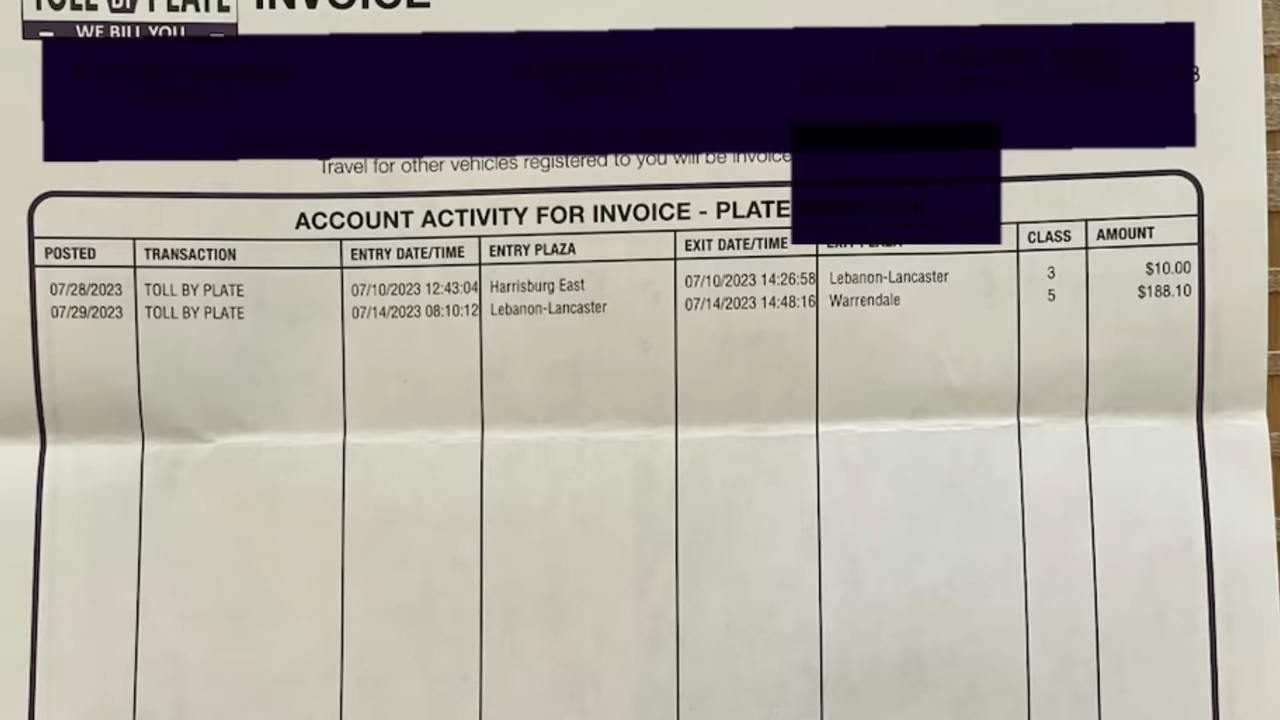 TOLL BY PLATE INVOICE
WE BILL YOU
Travel for other vehicles registered to you will be invoice
ACCOUNT ACTIVITY FOR INVOICE - PLATE
POSTED TRANSACTION ENTRY DATE/TIME ENTRY PLAZA EXIT DATE/TIME EXIT PLAZA CLASS AMOUNT
07/28/2023 TOLL BY PLATE 07/10/2023 12:43:04 Harrisburg East 07/10/2023 14:26:58 Lebanon-Lancaster 3 $10.00
07/29/2023 TOLL BY PLATE 07/14/2023 08:10:12 Lebanon-Lancaster 07/14/2023 14:48:16 Warrendale 5 $188.10